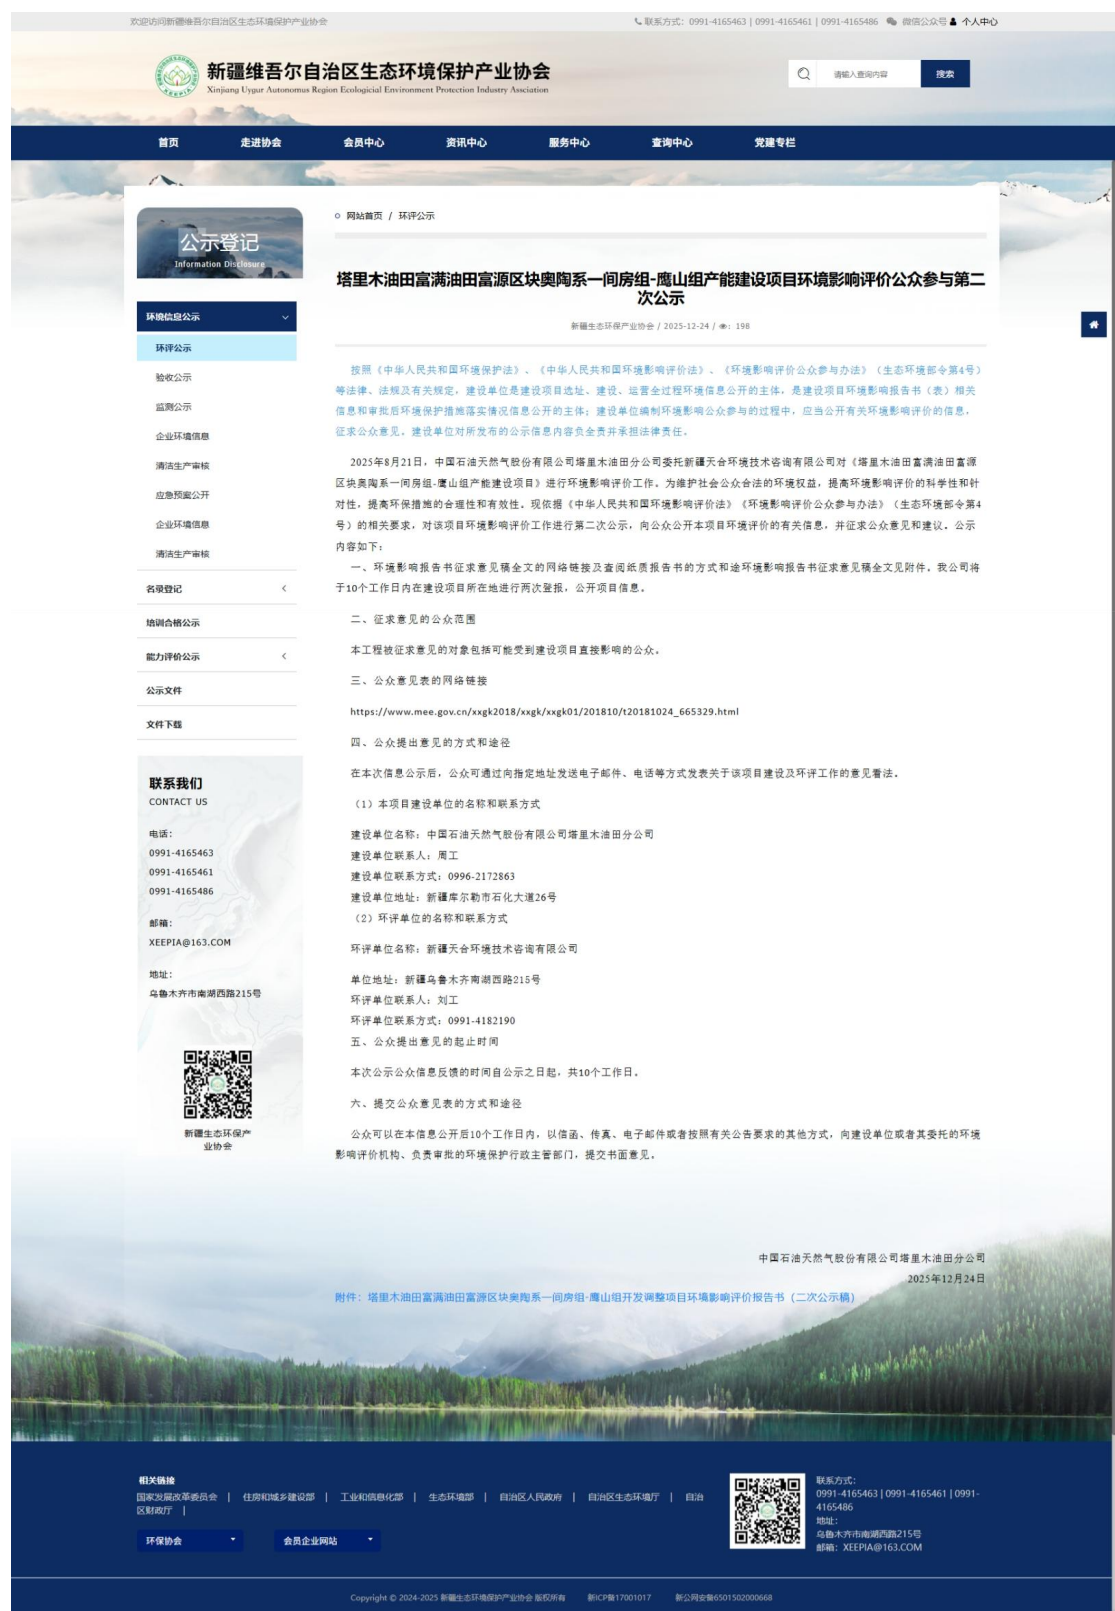 欢迎访问新疆维吾尔自治区生态环境保护产业协会
联系方式：0991-4165463 | 0991-4165461 | 0991-4165486 微信公众号 个人中心
新疆维吾尔自治区生态环境保护产业协会
Xinjiang Uygur Autonomus Region Ecologicial Environment Protection Industry Assciation
XEEPIA
请输入查询内容
搜索
首页 走进协会 会员中心 资讯中心 服务中心 查询中心 党建专栏
公示登记
Information Disclosure
环境信息公示
环评公示
验收公示
监测公示
企业环境信息
清洁生产审核
应急预案公开
企业环境信息
清洁生产审核
名录登记
培训合格公示
能力评价公示
公示文件
文件下载
联系我们
CONTACT US
电话：
0991-4165463
0991-4165461
0991-4165486
邮箱：
XEEPIA@163.COM
地址：
乌鲁木齐市南湖西路215号
新疆生态环保产
业协会
网站首页 / 环评公示
塔里木油田富满油田富源区块奥陶系一间房组-鹰山组产能建设项目环境影响评价公众参与第二
次公示
新疆生态环保产业协会 / 2025-12-24 / ：198
按照《中华人民共和国环境保护法》、《中华人民共和国环境影响评价法》、《环境影响评价公众参与办法》（生态环境部令第4号）
等法律、法规及有关规定，建设单位是建设项目选址、建设、运营全过程环境信息公开的主体，是建设项目环境影响报告书（表）相关
信息和审批后环境保护措施落实情况信息公开的主体；建设单位编制环境影响公众参与的过程中，应当公开有关环境影响评价的信息，
征求公众意见。建设单位对所发布的公示信息内容负全责并承担法律责任。
2025年8月21日，中国石油天然气股份有限公司塔里木油田分公司委托新疆天合环境技术咨询有限公司对《塔里木油田富满油田富源
区块奥陶系一间房组-鹰山组产能建设项目》进行环境影响评价工作。为维护社会公众合法的环境权益，提高环境影响评价的科学性和针
对性，提高环保措施的合理性和有效性。现依据《中华人民共和国环境影响评价法》《环境影响评价公众参与办法》（生态环境部令第4
号）的相关要求，对该项目环境影响评价工作进行第二次公示，向公众公开本项目环境评价的有关信息，并征求公众意见和建议。公示
内容如下：
一、环境影响报告书征求意见稿全文的网络链接及查阅纸质报告书的方式和途环境影响报告书征求意见稿全文见附件。我公司将
于10个工作日内在建设项目所在地进行两次登报，公开项目信息。
二、征求意见的公众范围
本工程被征求意见的对象包括可能受到建设项目直接影响的公众。
三、公众意见表的网络链接
https://www.mee.gov.cn/xxgk2018/xxgk/xxgk01/201810/t20181024_665329.html
四、公众提出意见的方式和途径
在本次信息公示后，公众可通过向指定地址发送电子邮件、电话等方式发表关于该项目建设及环评工作的意见看法。
（1）本项目建设单位的名称和联系方式
建设单位名称：中国石油天然气股份有限公司塔里木油田分公司
建设单位联系人：周工
建设单位联系方式：0996-2172863
建设单位地址：新疆库尔勒市石化大道26号
（2）环评单位的名称和联系方式
环评单位名称：新疆天合环境技术咨询有限公司
单位地址：新疆乌鲁木齐南湖西路215号
环评单位联系人：刘工
环评单位联系方式：0991-4182190
五、公众提出意见的起止时间
本次公示公众信息反馈的时间自公示之日起，共10个工作日。
六、提交公众意见表的方式和途径
公众可以在本信息公开后10个工作日内，以信函、传真、电子邮件或者按照有关公告要求的其他方式，向建设单位或者其委托的环境
影响评价机构、负责审批的环境保护行政主管部门，提交书面意见。
中国石油天然气股份有限公司塔里木油田分公司
2025年12月24日
附件：塔里木油田富满油田富源区块奥陶系一间房组-鹰山组开发调整项目环境影响评价报告书（二次公示稿）
相关链接
国家发展改革委员会 | 住房和城乡建设部 | 工业和信息化部 | 生态环境部 | 自治区人民政府 | 自治区生态环境厅 | 自治
区财政厅 |
环保协会 会员企业网站
联系方式：
0991-4165463 | 0991-4165461 | 0991-
4165486
地址：
乌鲁木齐市南湖西路215号
邮箱：XEEPIA@163.COM
Copyright © 2024-2025 新疆生态环境保护产业协会 版权所有 新ICP备17001017 新公网安备6501502000668